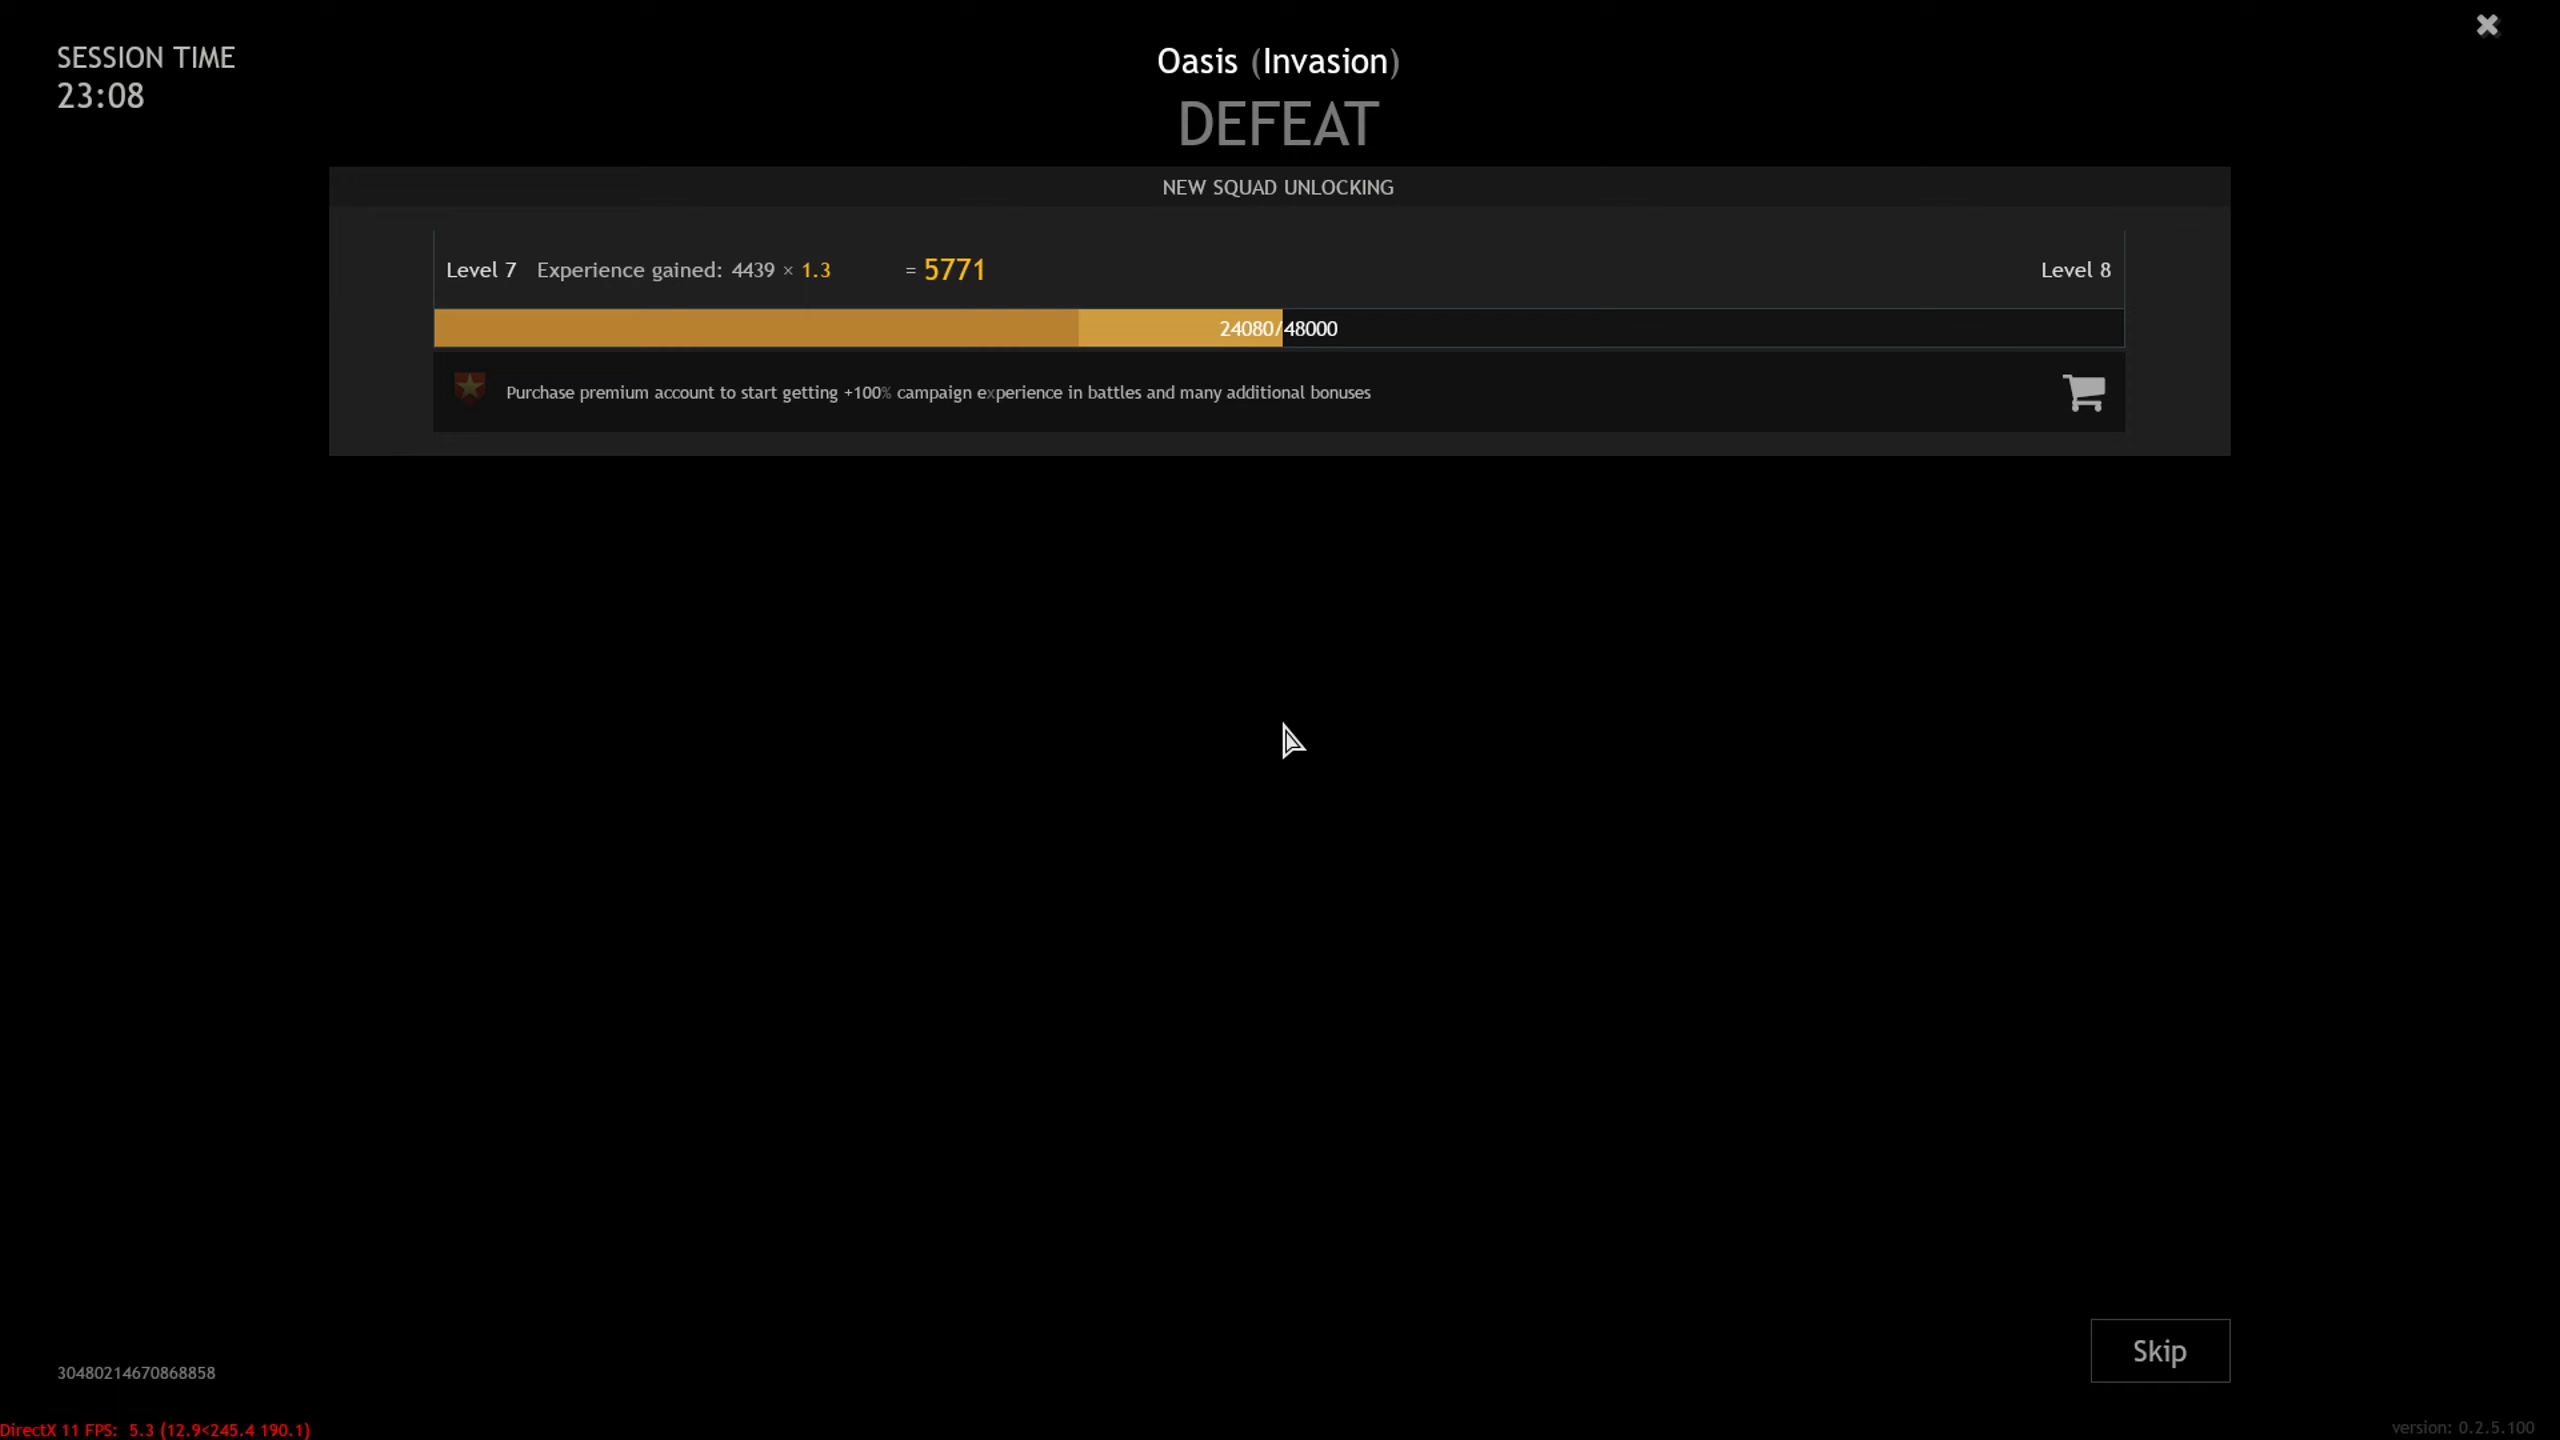 SESSION TIME
23:08
Oasis (Invasion)
DEFEAT
NEW SQUAD UNLOCKING
Level 7 Experience gained: 4439 × 1.3 = 5771 Level 8
24080/48000
Purchase premium account to start getting +100% campaign experience in battles and many additional bonuses
Skip
30480214670868858
DirectX 11 FPS: 5.3 (12.9<245.4 190.1)
version: 0.2.5.100